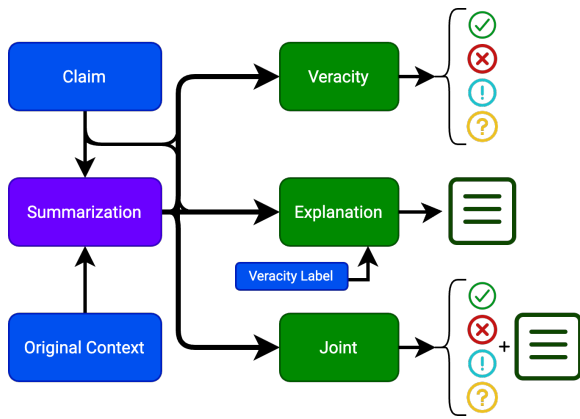 Claim
Veracity
Summarization
Explanation
Veracity Label
Original Context
Joint
+